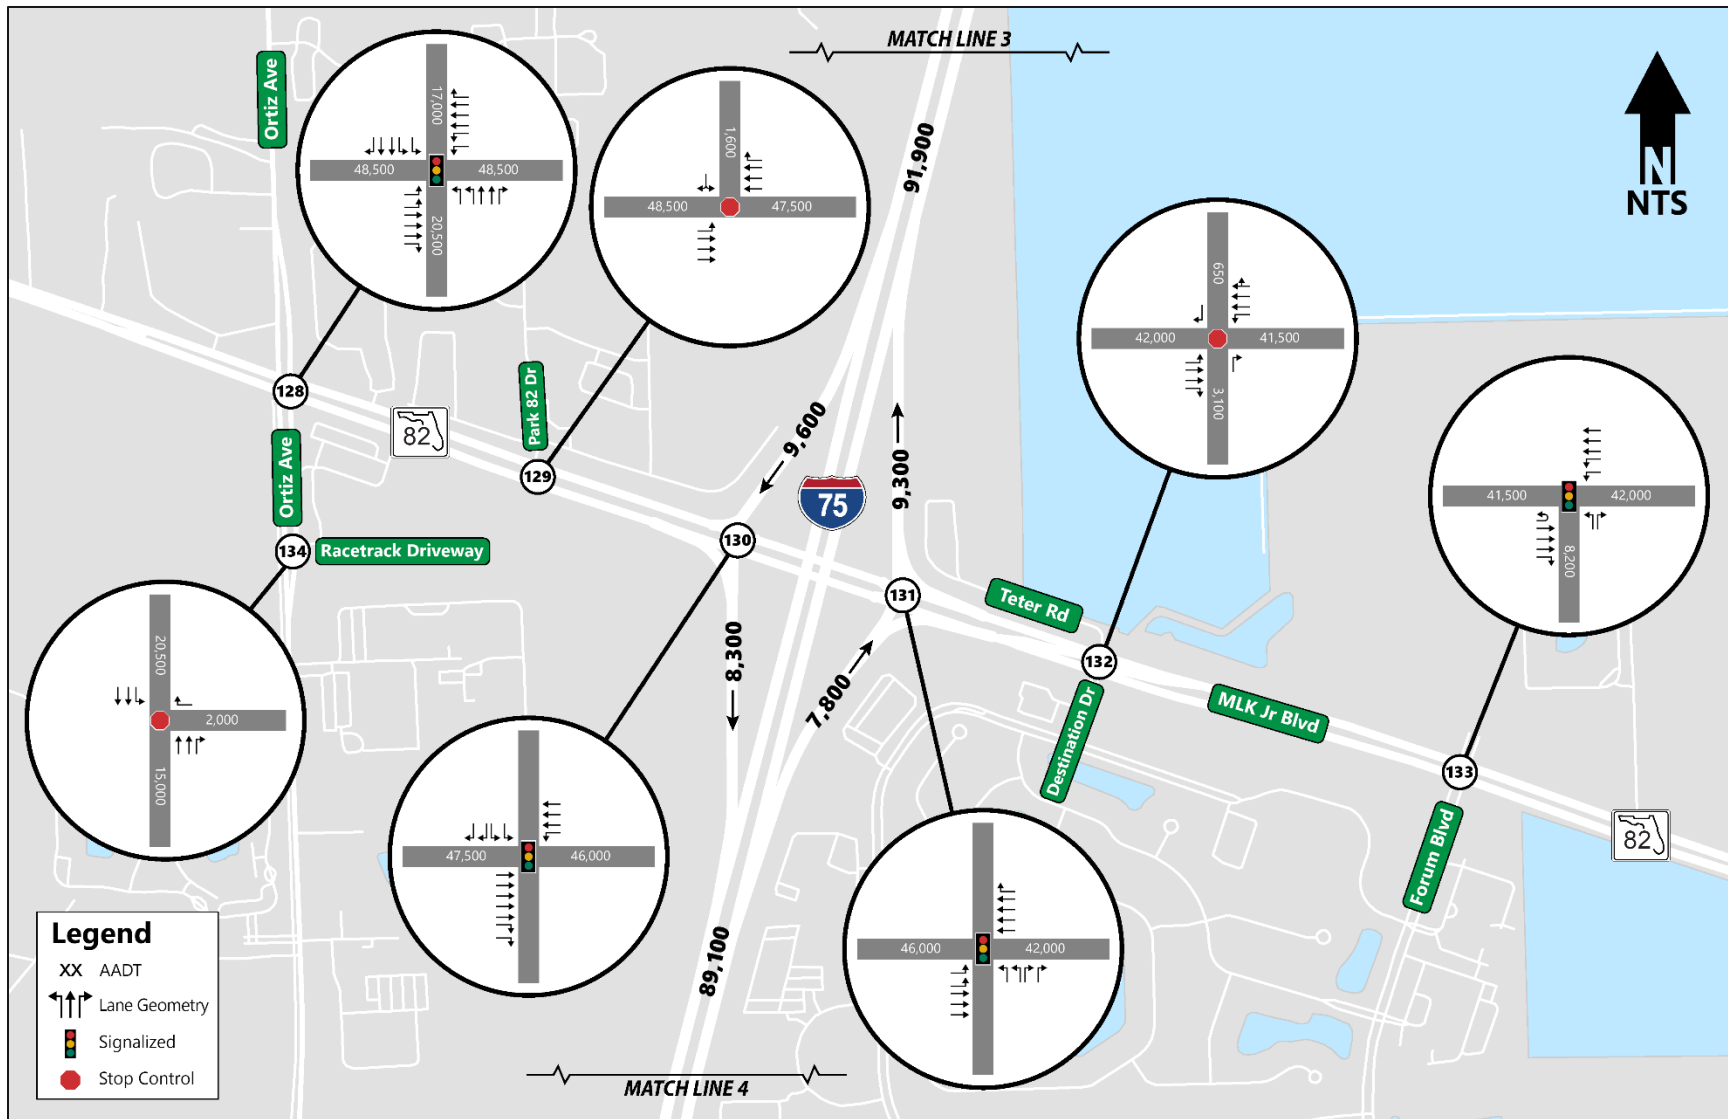 MATCH LINE 3
Ortiz Ave
17,000
48,500
48,500
20,500
1,600
48,500
47,500
91,900
N
NTS
650
42,000
41,500
3,100
128
82
Park 82 Dr
129
9,600
9,300
75
41,500
42,000
8,200
Ortiz Ave
134
Racetrack Driveway
130
131
Teter Rd
132
8,300
7,800
Destination Dr
MLK Jr Blvd
133
20,500
2,000
15,000
82
Forum Blvd
47,500
46,000
46,000
42,000
89,100
Legend
XX AADT
Lane Geometry
Signalized
Stop Control
MATCH LINE 4